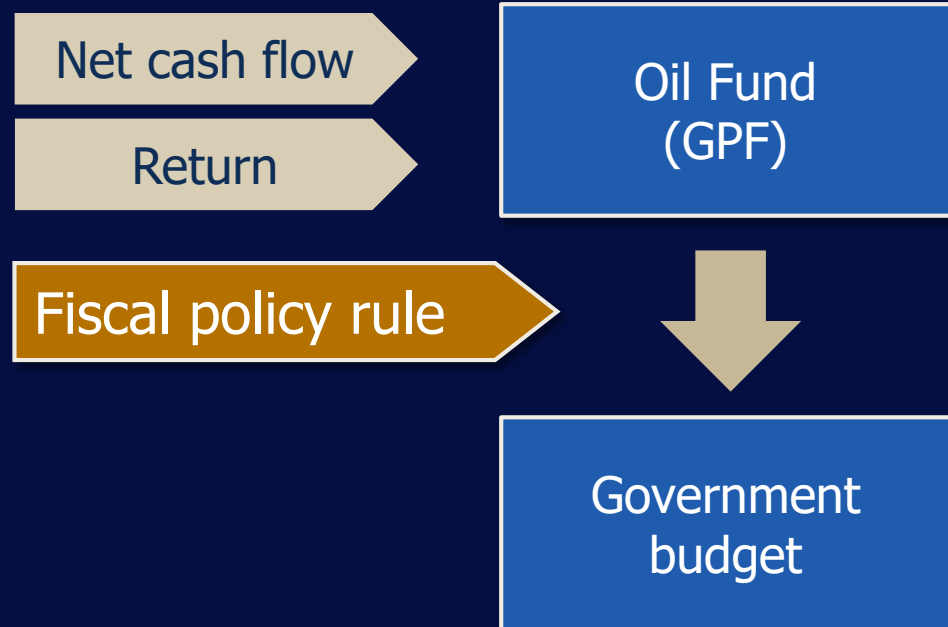 Net cash flow
Return
Oil Fund
(GPF)
Fiscal policy rule
Government
budget